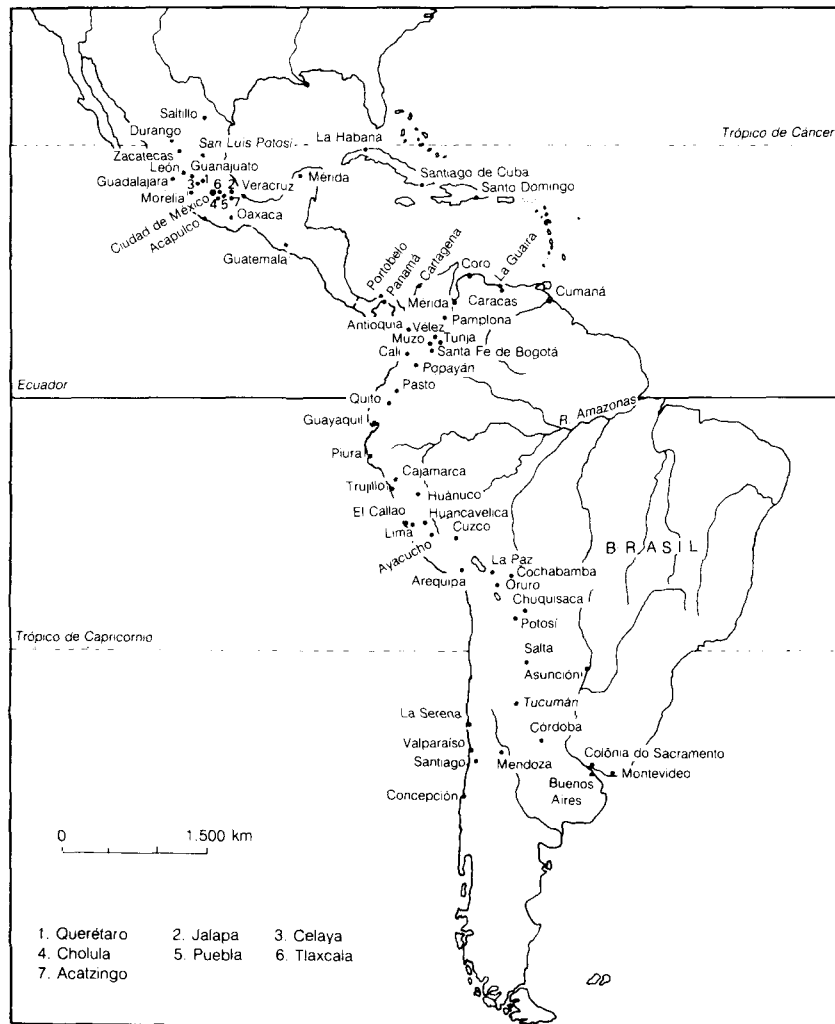 Saltillo
Durango
San Luis Potosí
La Habana
Trópico de Cáncer
Zacatecas
León
Guanajuato
Santiago de Cuba
Guadalajara
3
1
6
2
Veracruz
Mérida
Santo Domingo
Morelia
4
5
7
Ciudad de México
Acapulco
Oaxaca
Guatemala
Portobelo
Panamá
Cartagena
Coro
La Guaira
Mérida
Caracas
Cumaná
Antioquia
Vélez
Pamplona
Muzo
Tunja
Cali
Santa Fe de Bogotá
Popayán
Ecuador
Pasto
Quito
R. Amazonas
Guayaquil
Piura
Cajamarca
Trujillo
Huánuco
El Callao
Huancavelica
Lima
Cuzco
Ayacucho
BRASIL
La Paz
Cochabamba
Arequipa
Oruro
Chuquisaca
Potosí
Trópico de Capricornio
Salta
Asunción
Tucumán
La Serena
Córdoba
Valparaíso
Colônia do Sacramento
Santiago
Mendoza
Montevideo
Buenos
Aires
Concepción
0 1.500 km
1. Querétaro 2. Jalapa 3. Celaya
4. Cholula 5. Puebla 6. Tlaxcala
7. Acatzingo